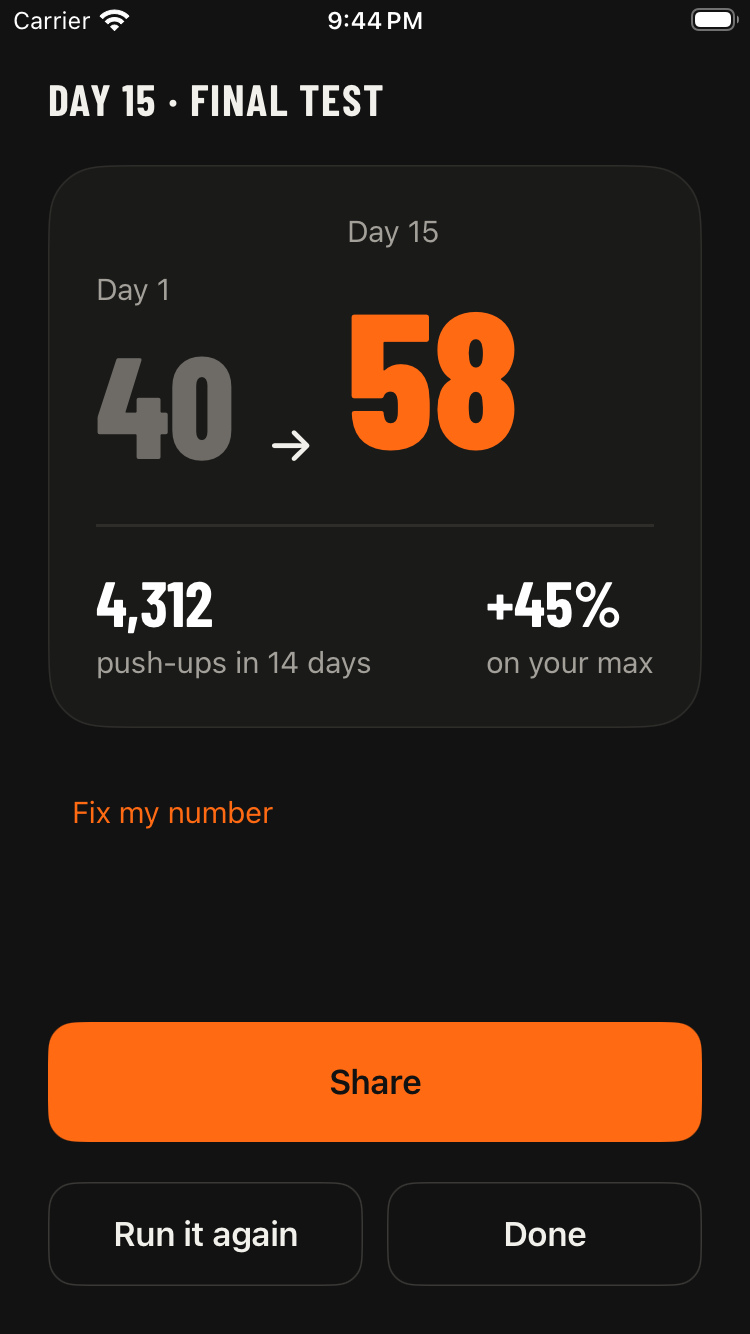 Carrier
9:44 PM
DAY 15 · FINAL TEST
Day 1
40
→
Day 15
58
4,312
push-ups in 14 days
+45%
on your max
Fix my number
Share
Run it again
Done